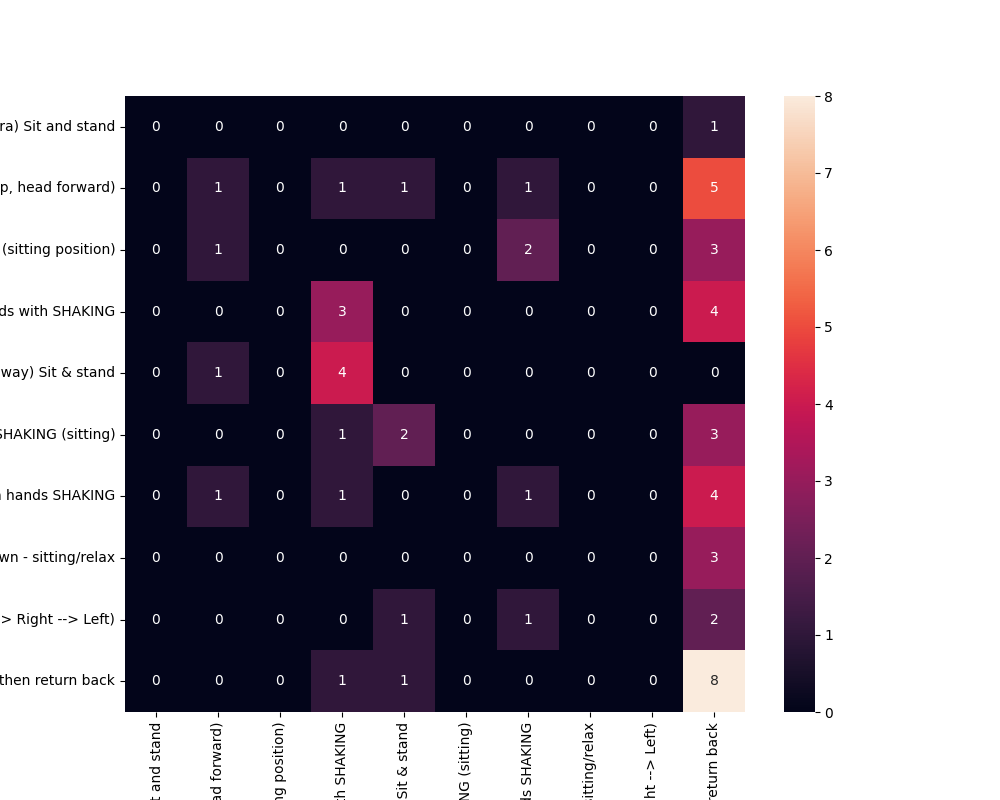 ra) Sit and stand 0 0 0 0 0 0 0 0 0 1
p, head forward) 0 1 0 1 1 0 1 0 0 5
(sitting position) 0 1 0 0 0 0 2 0 0 3
ds with SHAKING 0 0 0 3 0 0 0 0 0 4
way) Sit & stand 0 1 0 4 0 0 0 0 0 0
SHAKING (sitting) 0 0 0 1 2 0 0 0 0 3
hands SHAKING 0 1 0 1 0 0 1 0 0 4
wn - sitting/relax 0 0 0 0 0 0 0 0 0 3
> Right --> Left) 0 0 0 0 1 0 1 0 0 2
then return back 0 0 0 1 1 0 0 0 0 8
t and stand
ad forward)
ng position)
th SHAKING
Sit & stand
NG (sitting)
ds SHAKING
sitting/relax
ht --> Left)
return back
8
7
6
5
4
3
2
1
0